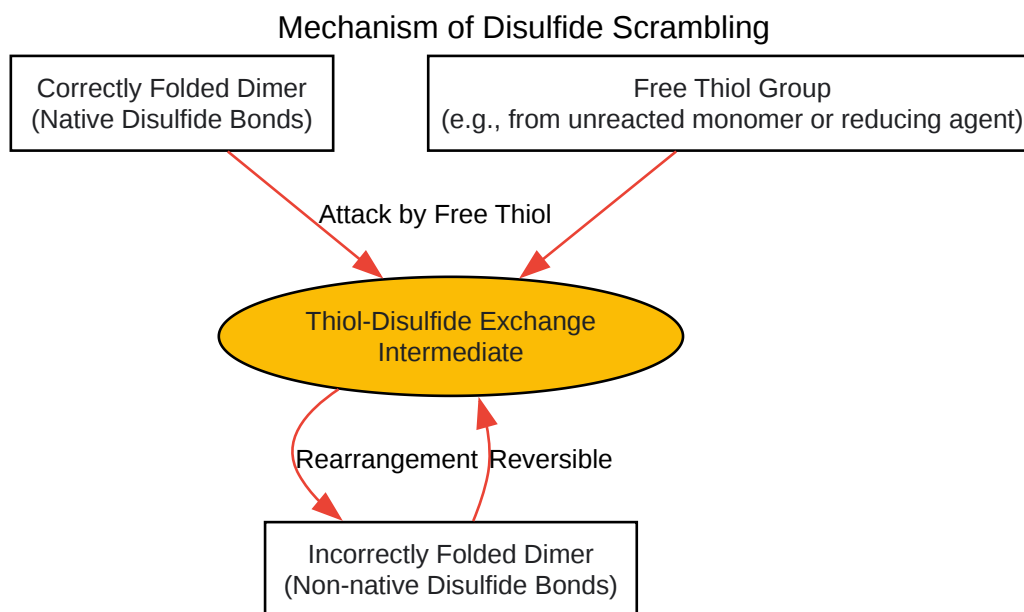 Mechanism of Disulfide Scrambling
Correctly Folded Dimer
(Native Disulfide Bonds)
Free Thiol Group
(e.g., from unreacted monomer or reducing agent)
Attack by Free Thiol
Thiol-Disulfide Exchange
Intermediate
Rearrangement
Reversible
Incorrectly Folded Dimer
(Non-native Disulfide Bonds)